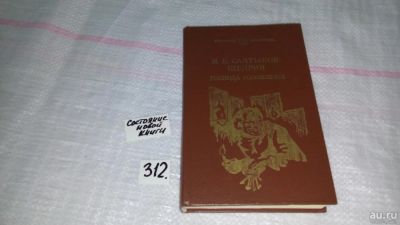 М. Е. САЛТЫКОВ-
ЩЕДРИН
ГОСПОДА ГОЛОВЛЕВЫ
Состояние
новой
книги
312.
au.ru